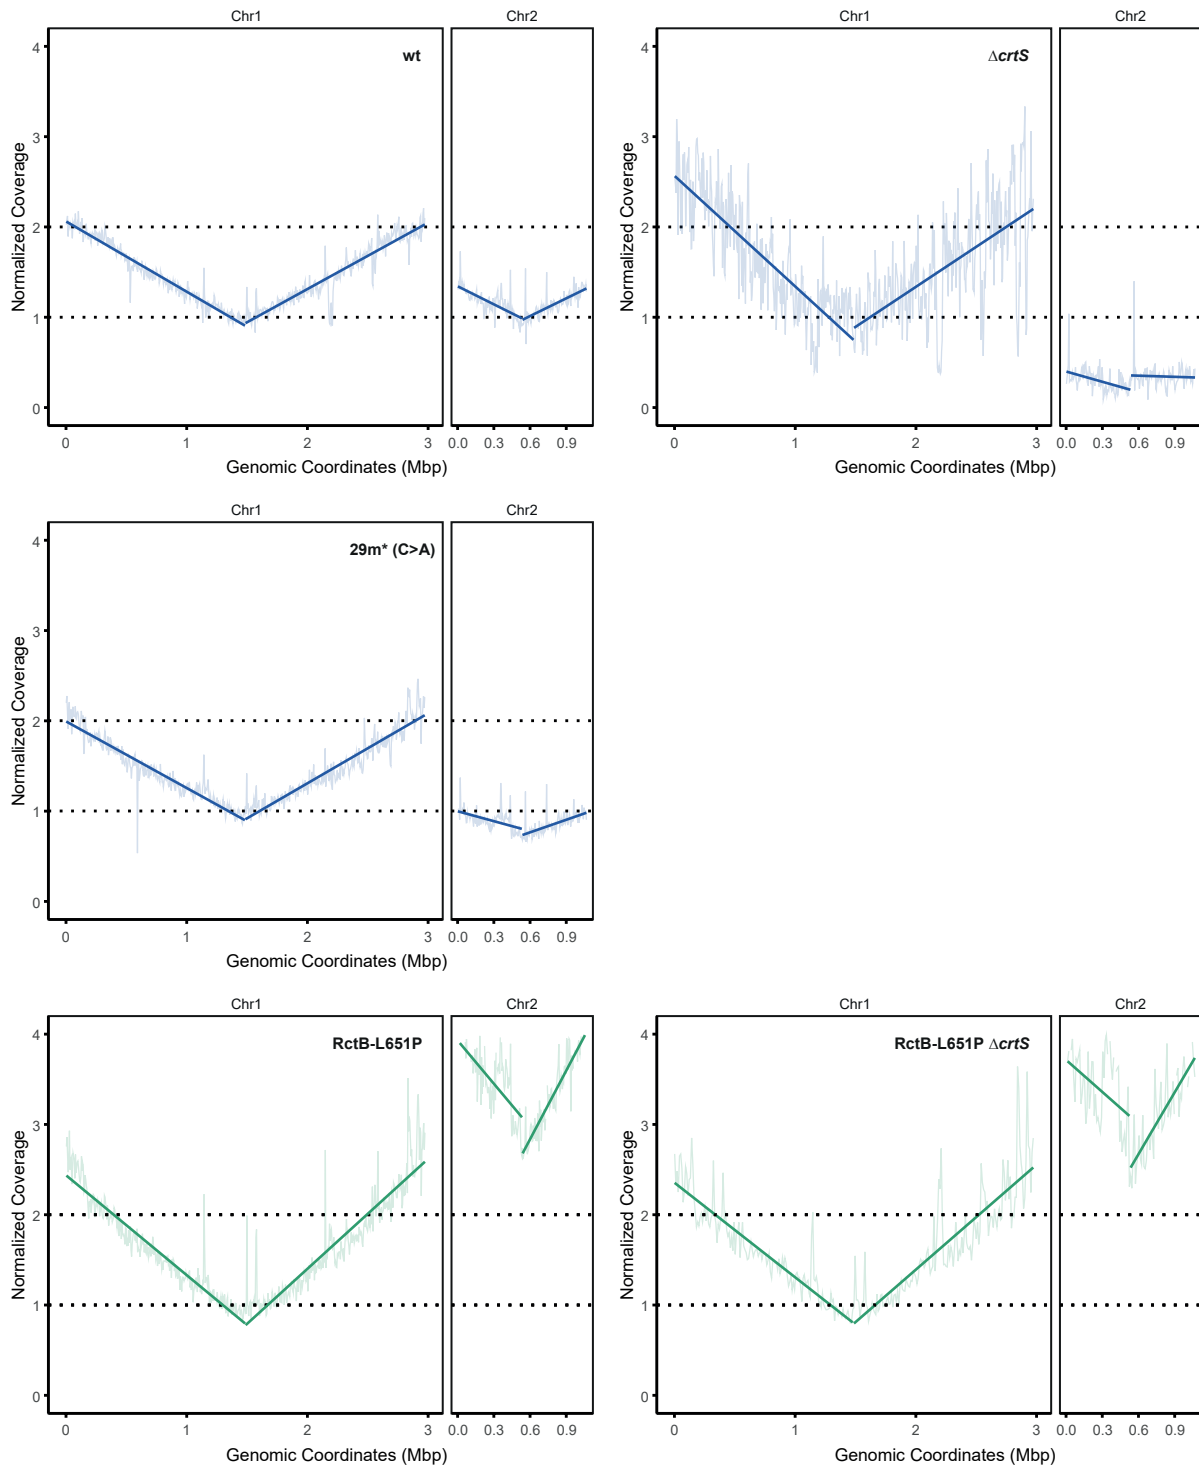 Chr1
Chr2
wt
Normalized Coverage
4
3
2
1
0
0
1
2
3
0.0
0.3
0.6
0.9
Genomic Coordinates (Mbp)
Chr1
Chr2
ΔcrtS
Normalized Coverage
4
3
2
1
0
0
1
2
3
0.0
0.3
0.6
0.9
Genomic Coordinates (Mbp)
Chr1
Chr2
29m* (C>A)
Normalized Coverage
4
3
2
1
0
0
1
2
3
0.0
0.3
0.6
0.9
Genomic Coordinates (Mbp)
Chr1
Chr2
RctB-L651P
Normalized Coverage
4
3
2
1
0
0
1
2
3
0.0
0.3
0.6
0.9
Genomic Coordinates (Mbp)
Chr1
Chr2
RctB-L651P ΔcrtS
Normalized Coverage
4
3
2
1
0
0
1
2
3
0.0
0.3
0.6
0.9
Genomic Coordinates (Mbp)